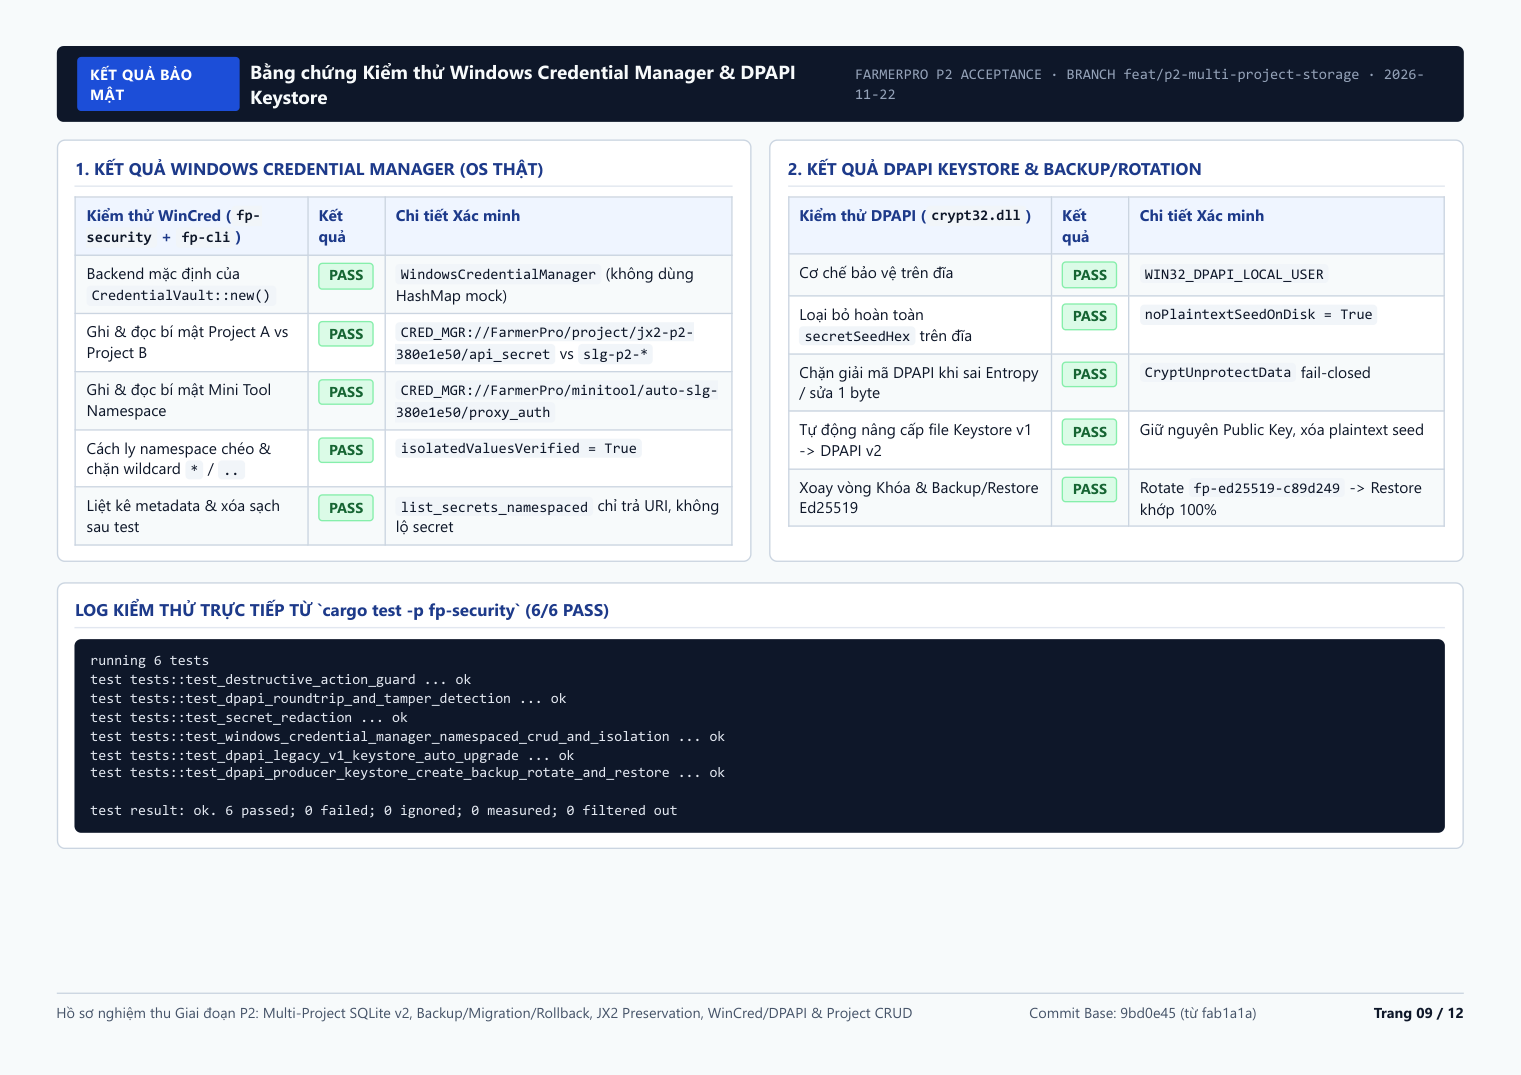 KẾT QUẢ BẢO
MẬT
Bằng chứng Kiểm thử Windows Credential Manager & DPAPI
Keystore
FARMERPRO P2 ACCEPTANCE · BRANCH feat/p2-multi-project-storage · 2026-
11-22
1. KẾT QUẢ WINDOWS CREDENTIAL MANAGER (OS THẬT)
Kiểm thử WinCred ( fp-
security + fp-cli )
Kết
quả
Chi tiết Xác minh
Backend mặc định của
CredentialVault::new()
PASS
WindowsCredentialManager (không dùng
HashMap mock)
Ghi & đọc bí mật Project A vs
Project B
PASS
CRED_MGR://FarmerPro/project/jx2-p2-
380e1e50/api_secret vs slg-p2-*
Ghi & đọc bí mật Mini Tool
Namespace
PASS
CRED_MGR://FarmerPro/minitool/auto-slg-
380e1e50/proxy_auth
Cách ly namespace chéo &
chặn wildcard * / ..
PASS
isolatedValuesVerified = True
Liệt kê metadata & xóa sạch
sau test
PASS
list_secrets_namespaced chỉ trả URI, không
lộ secret
2. KẾT QUẢ DPAPI KEYSTORE & BACKUP/ROTATION
Kiểm thử DPAPI ( crypt32.dll )
Kết
quả
Chi tiết Xác minh
Cơ chế bảo vệ trên đĩa
PASS
WIN32_DPAPI_LOCAL_USER
Loại bỏ hoàn toàn
secretSeedHex trên đĩa
PASS
noPlaintextSeedOnDisk = True
Chặn giải mã DPAPI khi sai Entropy
/ sửa 1 byte
PASS
CryptUnprotectData fail-closed
Tự động nâng cấp file Keystore v1
-> DPAPI v2
PASS
Giữ nguyên Public Key, xóa plaintext seed
Xoay vòng Khóa & Backup/Restore
Ed25519
PASS
Rotate fp-ed25519-c89d249 -> Restore
khớp 100%
LOG KIỂM THỬ TRỰC TIẾP TỪ `cargo test -p fp-security` (6/6 PASS)
running 6 tests
test tests::test_destructive_action_guard ... ok
test tests::test_dpapi_roundtrip_and_tamper_detection ... ok
test tests::test_secret_redaction ... ok
test tests::test_windows_credential_manager_namespaced_crud_and_isolation ... ok
test tests::test_dpapi_legacy_v1_keystore_auto_upgrade ... ok
test tests::test_dpapi_producer_keystore_create_backup_rotate_and_restore ... ok
test result: ok. 6 passed; 0 failed; 0 ignored; 0 measured; 0 filtered out
Hồ sơ nghiệm thu Giai đoạn P2: Multi-Project SQLite v2, Backup/Migration/Rollback, JX2 Preservation, WinCred/DPAPI & Project CRUD
Commit Base: 9bd0e45 (từ fab1a1a)
Trang 09 / 12